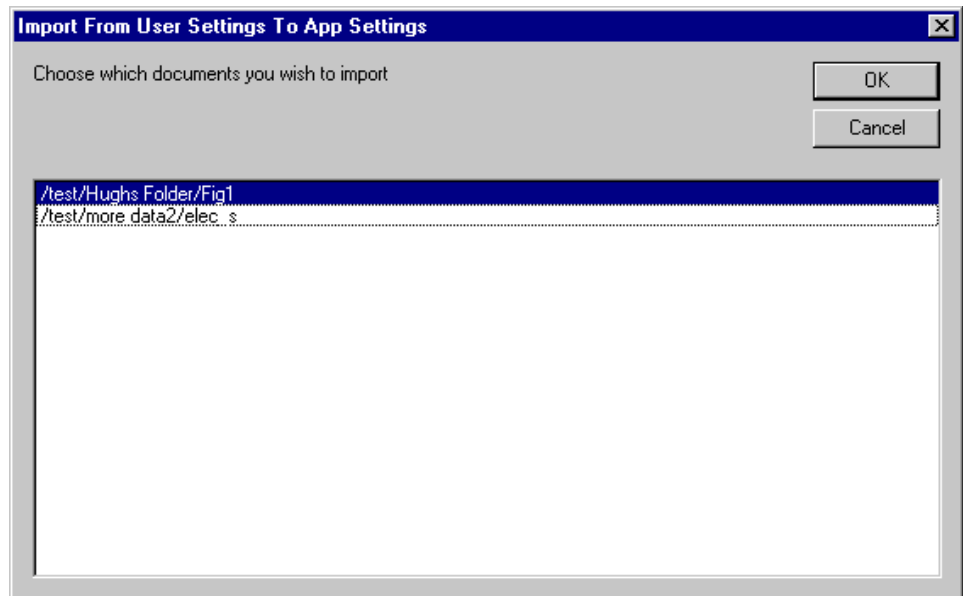 Import From User Settings To App Settings
Choose which documents you wish to import
OK
Cancel
/test/Hughs Folder/Fig1
/test/more data2/elec_s